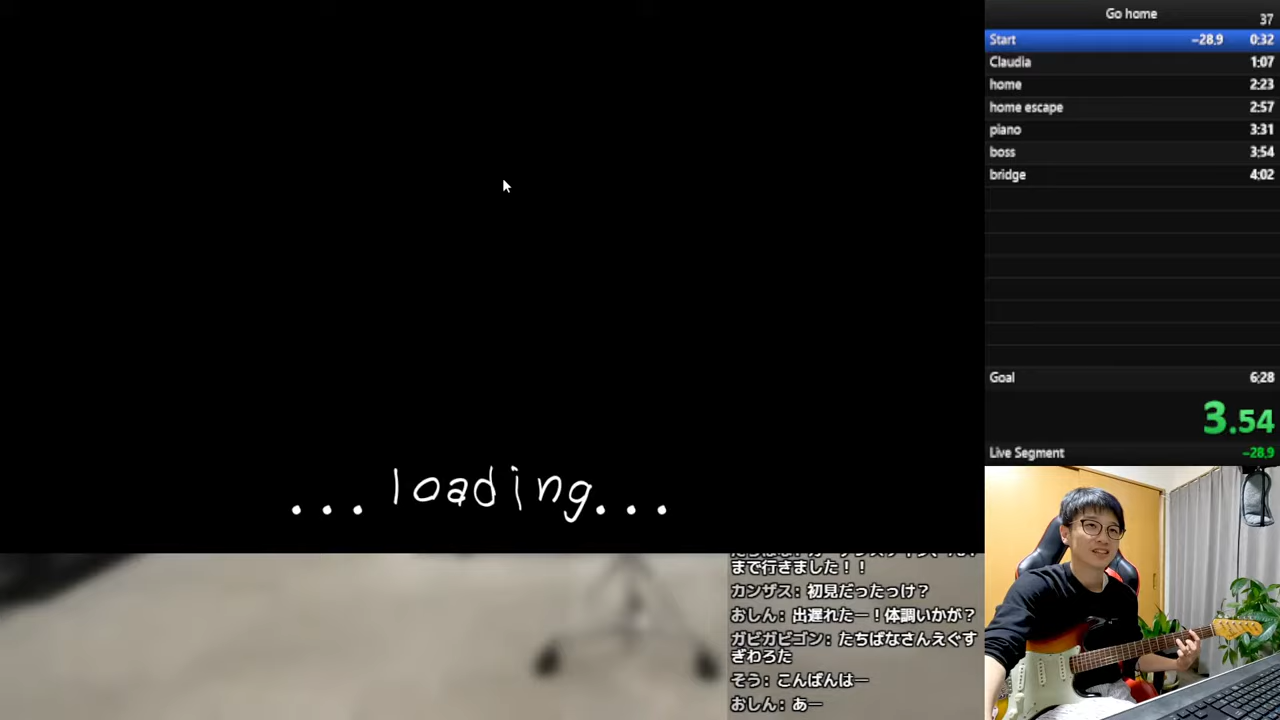 Go home
37
Start -28.9 0:32
Claudia 1:07
home 2:23
home escape 2:57
piano 3:31
boss 3:54
bridge 4:02
Goal 6:28
3.54
Live Segment -28.9
...loading...
まで行きました！！
カンザス：初見だったっけ？
おしん：出遅れたー！体調いかが？
ガビガビゴン：たちばなさんえぐす
ぎわろた
そう：こんばんはー
おしん：あー